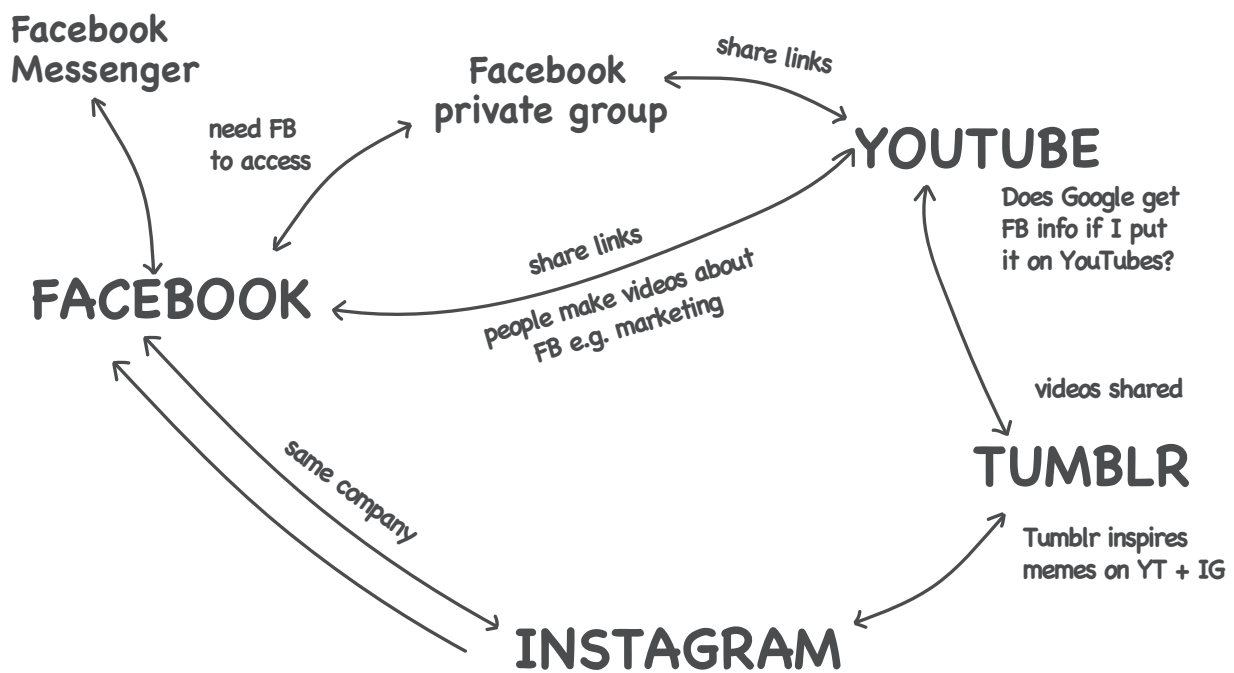 Facebook
Messenger
Facebook
private group
share links
need FB
to access
YOUTUBE
Does Google get
FB info if I put
it on YouTubes?
share links
people make videos about
FB e.g. marketing
FACEBOOK
videos shared
TUMBLR
same company
Tumblr inspires
memes on YT + IG
INSTAGRAM